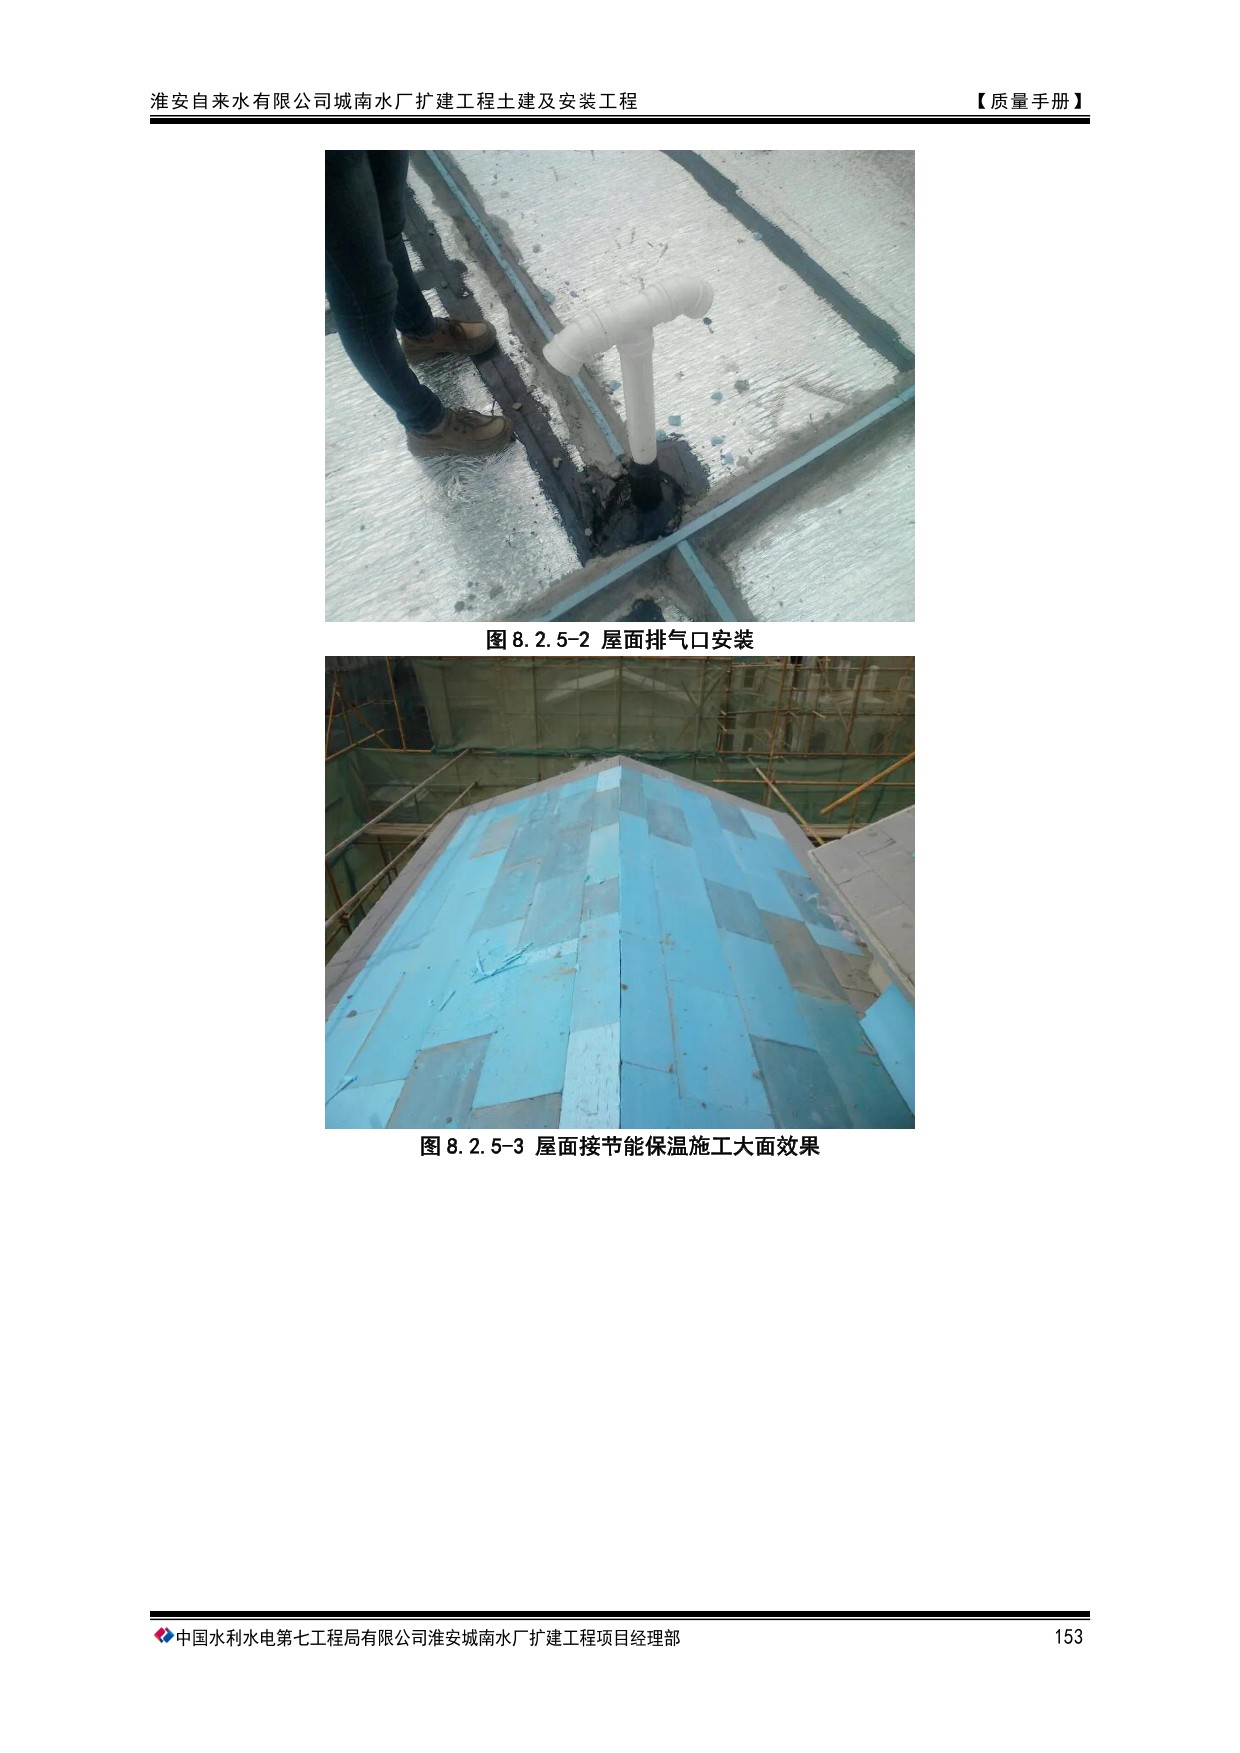 淮安自来水有限公司城南水厂扩建工程土建及安装工程 【质量手册】
图8.2.5-2 屋面排气口安装
图8.2.5-3 屋面接节能保温施工大面效果
中国水利水电第七工程局有限公司淮安城南水厂扩建工程项目经理部 153